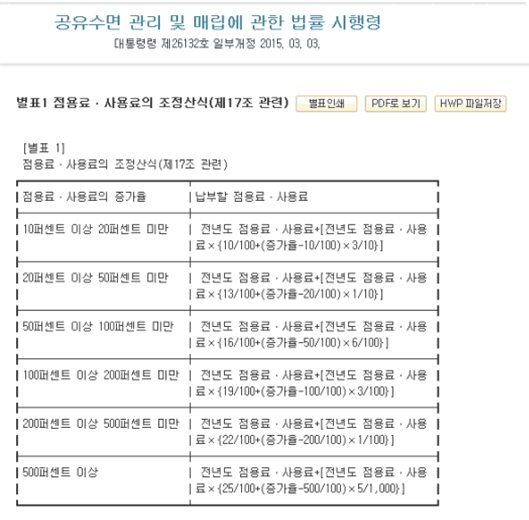 공유수면 관리 및 매립에 관한 법률 시행령
대통령령 제26132호 일부개정 2015. 03. 03.
별표1 점용료ㆍ사용료의 조정산식(제17조 관련) 별표인쇄 PDF로 보기 HWP 파일저장
[별표 1]
점용료ㆍ사용료의 조정산식(제17조 관련)
점용료ㆍ사용료의 증가율 납부할 점용료ㆍ사용료
10퍼센트 이상 20퍼센트 미만 전년도 점용료ㆍ사용료+[전년도 점용료ㆍ사용
료×{10/100+(증가율-10/100)×3/10}]
20퍼센트 이상 50퍼센트 미만 전년도 점용료ㆍ사용료+[전년도 점용료ㆍ사용
료×{13/100+(증가율-20/100)×1/10}]
50퍼센트 이상 100퍼센트 미만 전년도 점용료ㆍ사용료+[전년도 점용료ㆍ사용
료×{16/100+(증가율-50/100)×6/100}]
100퍼센트 이상 200퍼센트 미만 전년도 점용료ㆍ사용료+[전년도 점용료ㆍ사용
료×{19/100+(증가율-100/100)×3/100}]
200퍼센트 이상 500퍼센트 미만 전년도 점용료ㆍ사용료+[전년도 점용료ㆍ사용
료×{22/100+(증가율-200/100)×1/100}]
500퍼센트 이상 전년도 점용료ㆍ사용료+[전년도 점용료ㆍ사용
료×{25/100+(증가율-500/100)×5/1,000}]